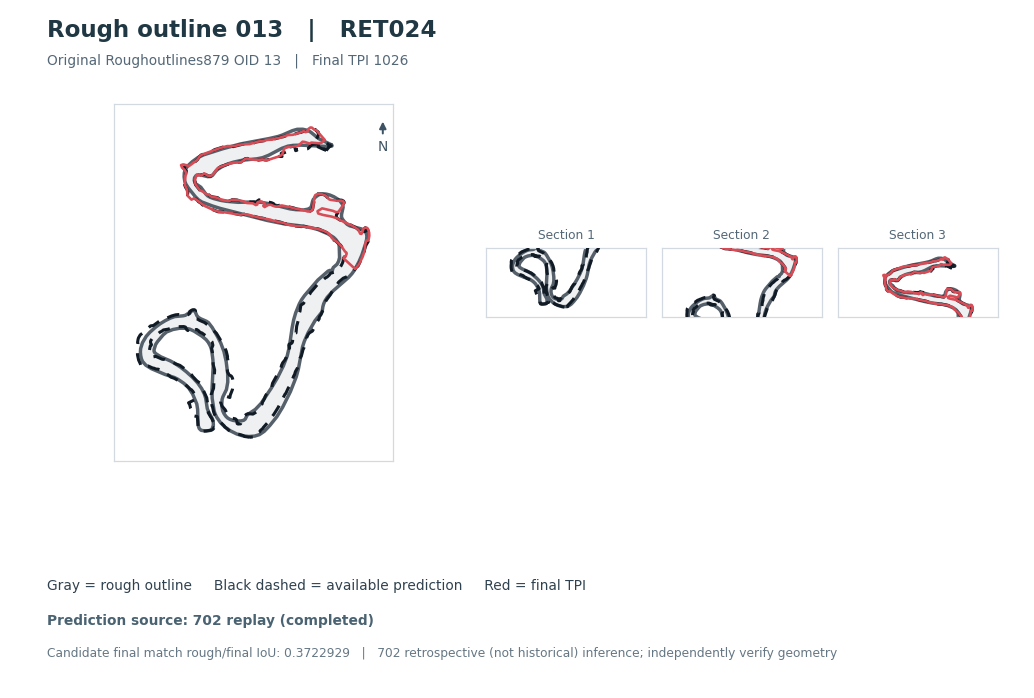 Rough outline 013   |   RET024
Original Roughoutlines879 OID 13   |   Final TPI 1026
N
Section 1
Section 2
Section 3
Gray = rough outline     Black dashed = available prediction     Red = final TPI
Prediction source: 702 replay (completed)
Candidate final match rough/final IoU: 0.3722929   |   702 retrospective (not historical) inference; independently verify geometry